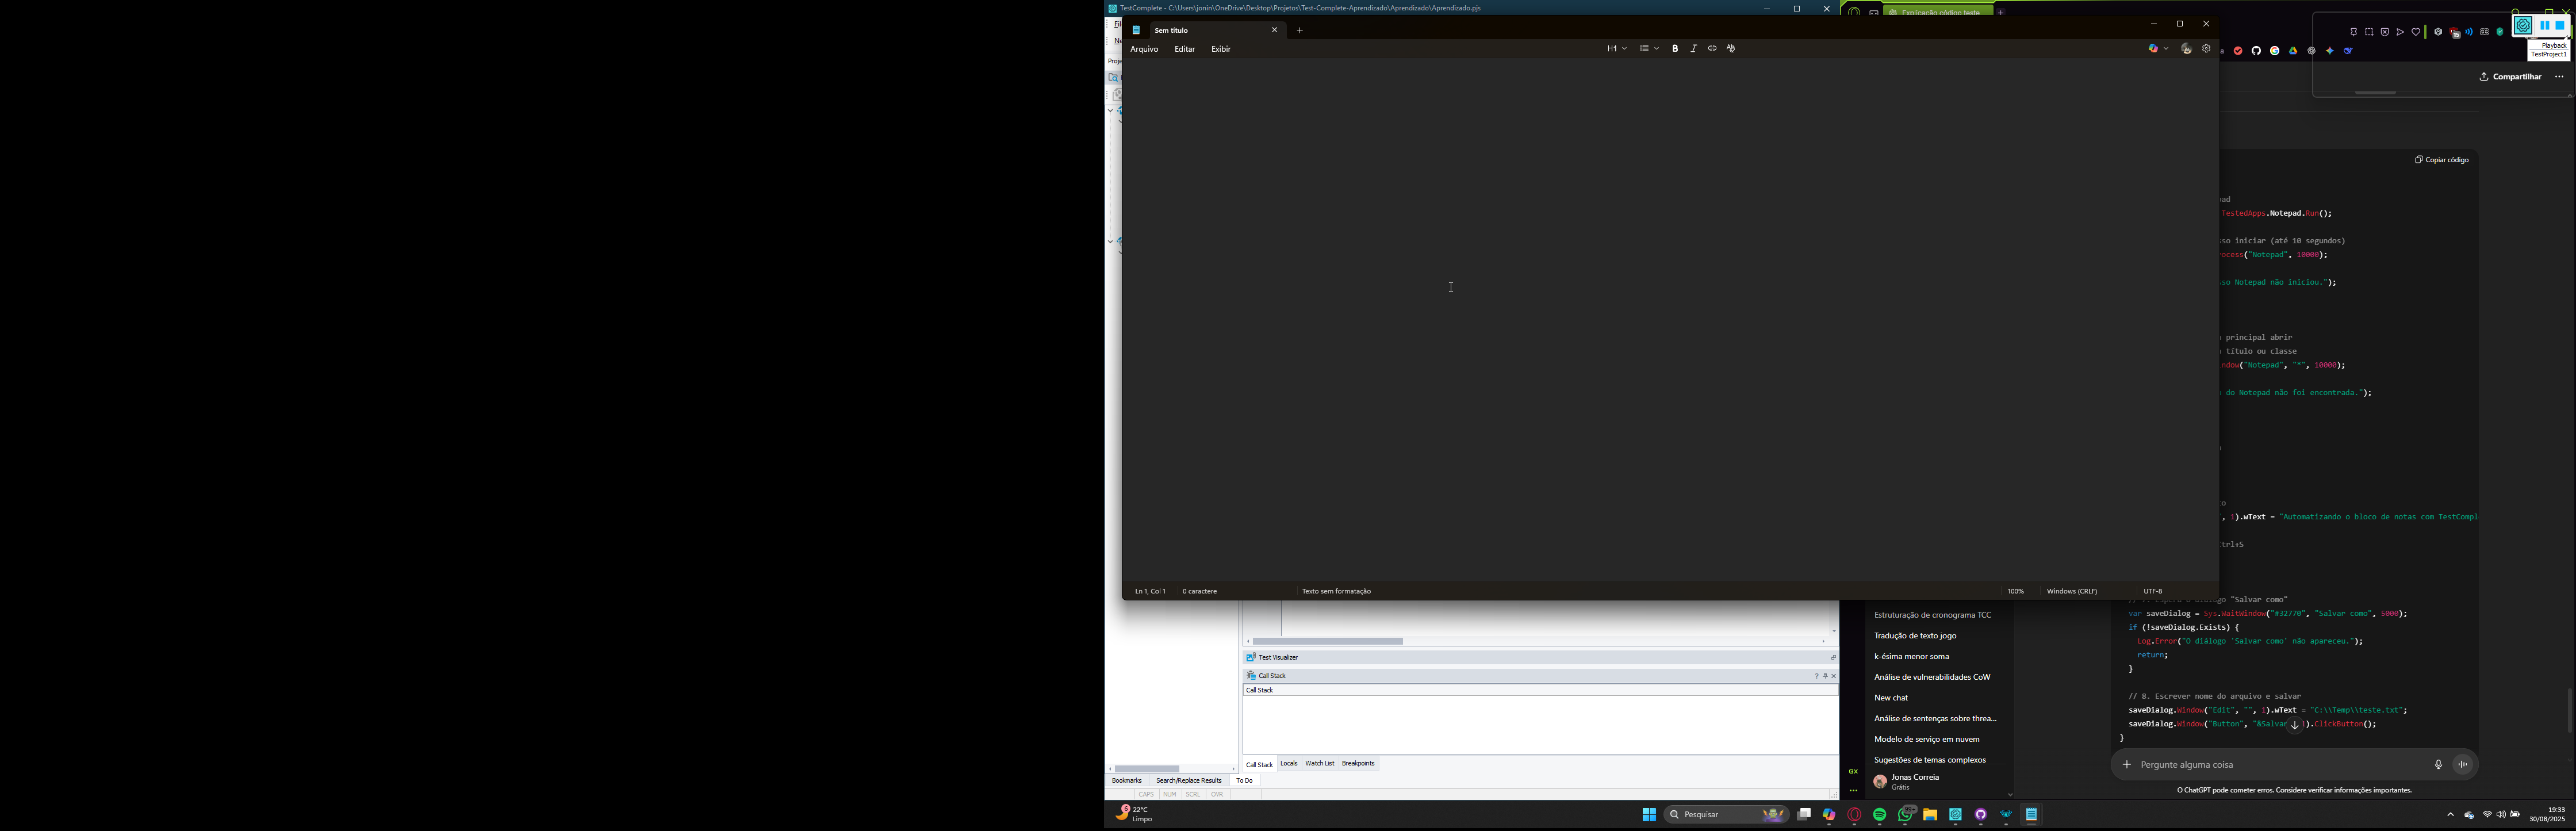 TestComplete - C:\Users\jonin\OneDrive\Desktop\Projetos\Test-Complete-Aprendizado\Aprendizado\Aprendizado.pjs
Explicação código teste
Sem título
Arquivo
Editar
Exibir
H1
Playback
TestProject1
Compartilhar
Copiar código
TestedApps.Notepad.Run();
sso iniciar (até 10 segundos)
rocess("Notepad", 10000);
sso Notepad não iniciou.");
principal abrir
título ou classe
ndow("Notepad", "*", 10000);
do Notepad não foi encontrada.");
, 1).wText = "Automatizando o bloco de notas com TestCompl
Ctrl+S
Ln 1, Col 1
0 caractere
Texto sem formatação
100%
Windows (CRLF)
UTF-8
diálogo "Salvar como"
var saveDialog = Sys.WaitWindow("#32770", "Salvar como", 5000);
if (!saveDialog.Exists) {
Log.Error("O diálogo 'Salvar como' não apareceu.");
return;
}
// 8. Escrever nome do arquivo e salvar
saveDialog.Window("Edit", "", 1).wText = "C:\\Temp\\teste.txt";
saveDialog.Window("Button", "&Salvar ).ClickButton();
}
Estruturação de cronograma TCC
Tradução de texto jogo
k-ésima menor soma
Análise de vulnerabilidades CoW
New chat
Análise de sentenças sobre threa...
Modelo de serviço em nuvem
Sugestões de temas complexos
Jonas Correia
Grátis
Pergunte alguma coisa
O ChatGPT pode cometer erros. Considere verificar informações importantes.
Test Visualizer
Call Stack
Call Stack
Call Stack
Locals
Watch List
Breakpoints
Bookmarks
Search/Replace Results
To Do
CAPS
NUM
SCRL
OVR
22°C
Limpo
Pesquisar
99+
19:33
30/08/2025